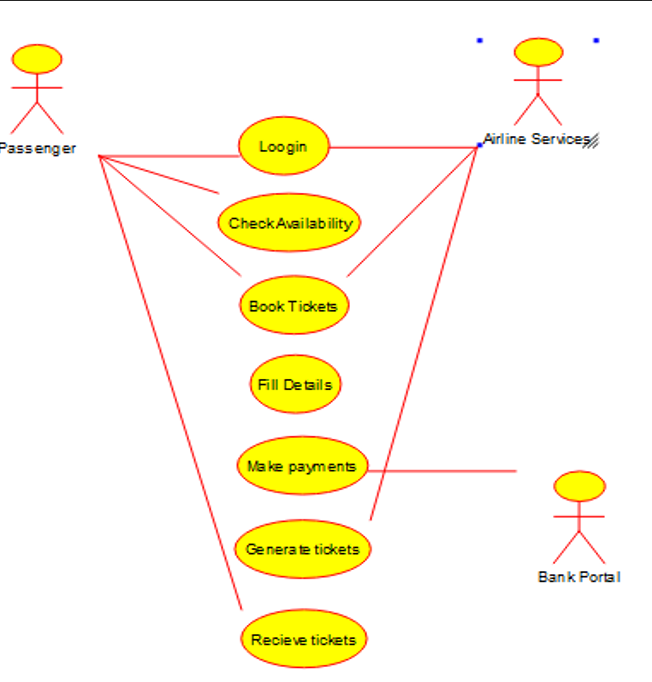 Passenger
Airline Services
Loogin
CheckAvailability
Book Tickets
Fill Details
Make payments
Generate tickets
Bank Portal
Recieve tickets